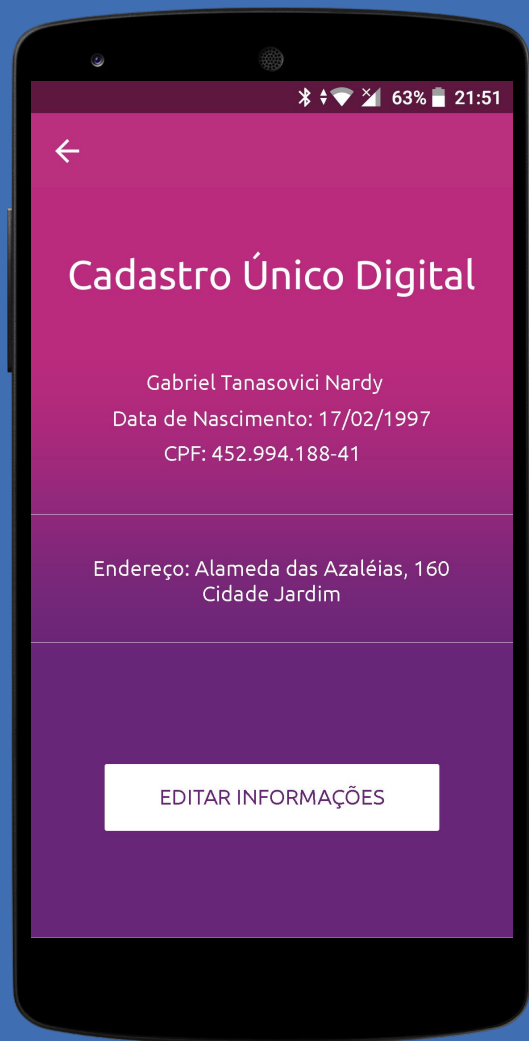 63% 21:51
Cadastro Único Digital
Gabriel Tanasovici Nardy
Data de Nascimento: 17/02/1997
CPF: 452.994.188-41
Endereço: Alameda das Azaléias, 160
Cidade Jardim
EDITAR INFORMAÇÕES